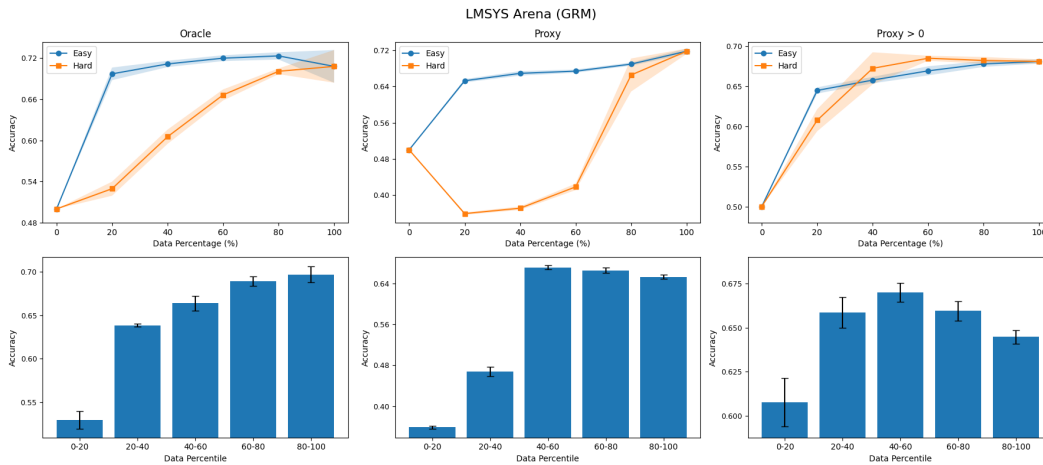 LMSYS Arena (GRM)
Oracle
Proxy
Proxy > 0
Easy
Hard
Easy
Hard
Easy
Hard
Accuracy
0.72
0.66
0.60
0.54
0.48
Accuracy
0.72
0.64
0.56
0.48
0.40
Accuracy
0.70
0.65
0.60
0.55
0.50
0 20 40 60 80 100
0 20 40 60 80 100
0 20 40 60 80 100
Data Percentage (%)
Data Percentage (%)
Data Percentage (%)
Accuracy
0.70
0.65
0.60
0.55
Accuracy
0.64
0.56
0.48
0.40
Accuracy
0.675
0.650
0.625
0.600
0-20 20-40 40-60 60-80 80-100
0-20 20-40 40-60 60-80 80-100
0-20 20-40 40-60 60-80 80-100
Data Percentile
Data Percentile
Data Percentile